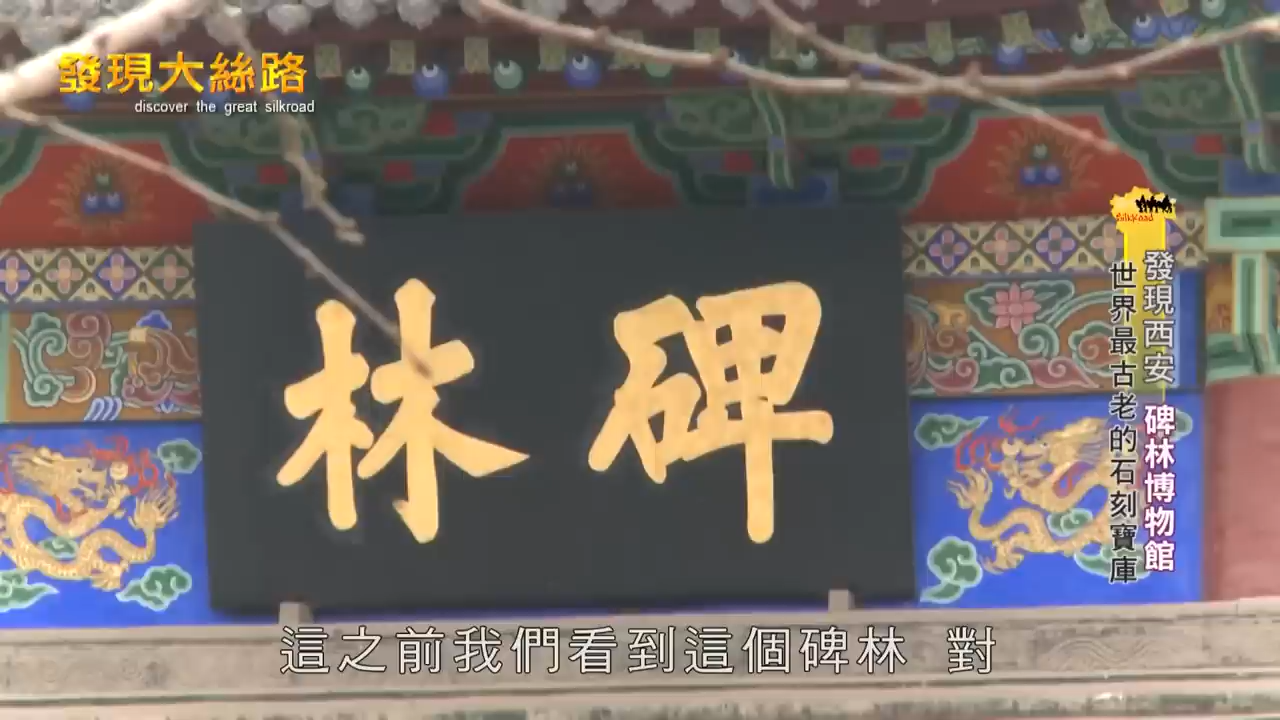 發現大絲路
discover the great silkroad
SilkRoad
發現西安 碑林博物館
世界最古老的石刻寶庫
碑林
這之前我們看到這個碑林 對